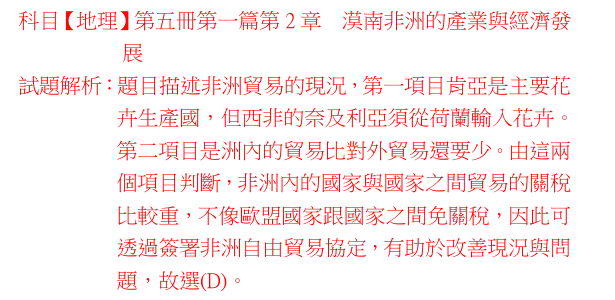 科目【地理】第五冊第一篇第 2 章　漠南非洲的產業與經濟發
展
試題解析：題目描述非洲貿易的現況，第一項目肯亞是主要花
卉生產國，但西非的奈及利亞須從荷蘭輸入花卉。
第二項目是洲內的貿易比對外貿易還要少。由這兩
個項目判斷，非洲內的國家與國家之間貿易的關稅
比較重，不像歐盟國家跟國家之間免關稅，因此可
透過簽署非洲自由貿易協定，有助於改善現況與問
題，故選(D)。